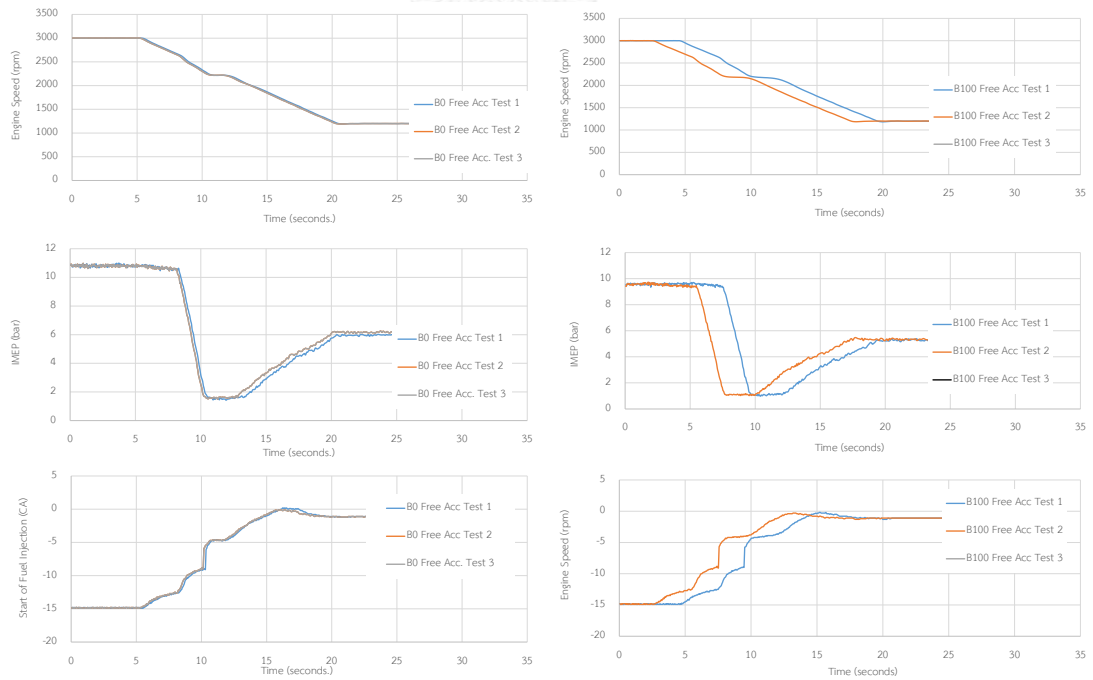 3500
3000
2500
2000
1500
1000
500
0
Engine Speed (rpm)
B0 Free Acc Test 1
B0 Free Acc Test 2
B0 Free Acc. Test 3
0 5 10 15 20 25 30 35
Time (seconds.)
3500
3000
2500
2000
1500
1000
500
0
Engine Speed (rpm)
B100 Free Acc Test 1
B100 Free Acc Test 2
B100 Free Acc Test 3
0 5 10 15 20 25 30 35
Time (seconds)
12
10
8
6
4
2
0
IMEP (bar)
B0 Free Acc Test 1
B0 Free Acc Test 2
B0 Free Acc. Test 3
0 5 10 15 20 25 30 35
Time (seconds.)
12
10
8
6
4
2
0
IMEP (bar)
B100 Free Acc Test 1
B100 Free Acc Test 2
B100 Free Acc Test 3
0 5 10 15 20 25 30 35
Time (seconds)
5
0
-5
-10
-15
-20
Start of Fuel Injection (CA)
B0 Free Acc Test 1
B0 Free Acc Test 2
B0 Free Acc. Test 3
0 5 10 15 20 25 30 35
Time (seconds.)
5
0
-5
-10
-15
-20
Engine Speed (rpm)
B100 Free Acc Test 1
B100 Free Acc Test 2
B100 Free Acc Test 3
0 5 10 15 20 25 30 35
Time (seconds)